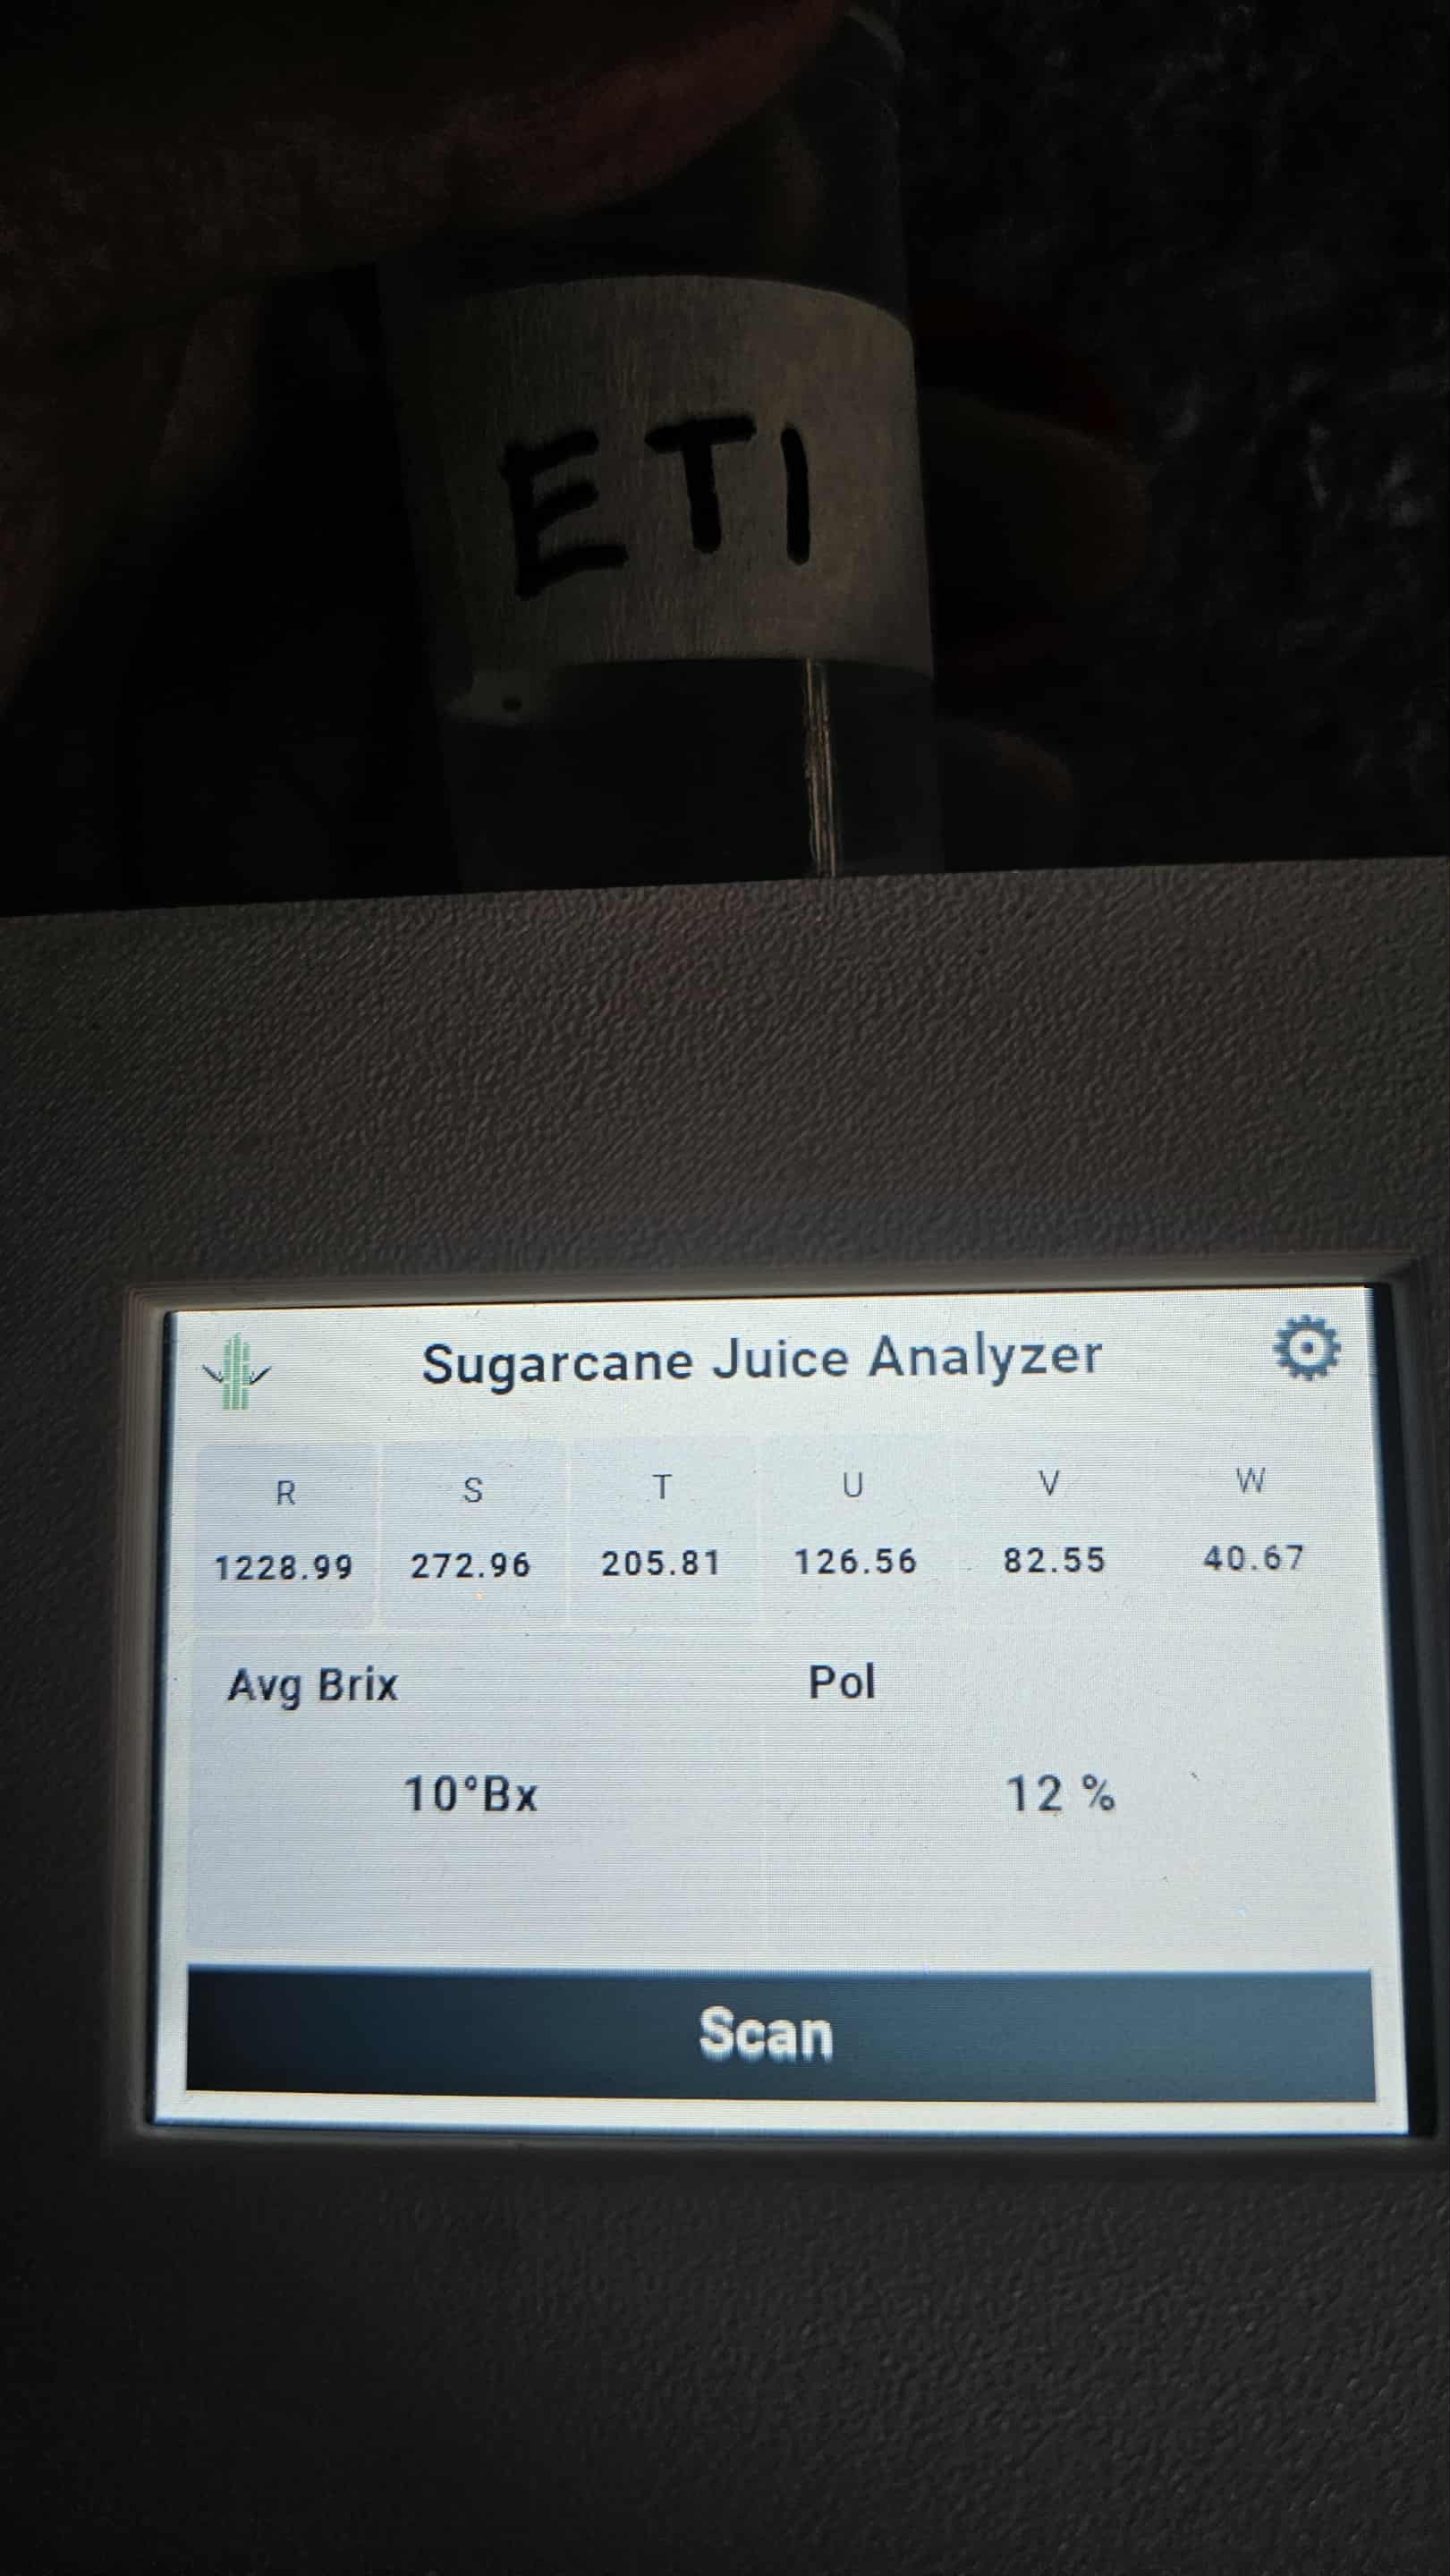 ETI
Sugarcane Juice Analyzer
R S T U V W
1228.99 272.96 205.81 126.56 82.55 40.67
Avg Brix Pol
10°Bx 12 %
Scan